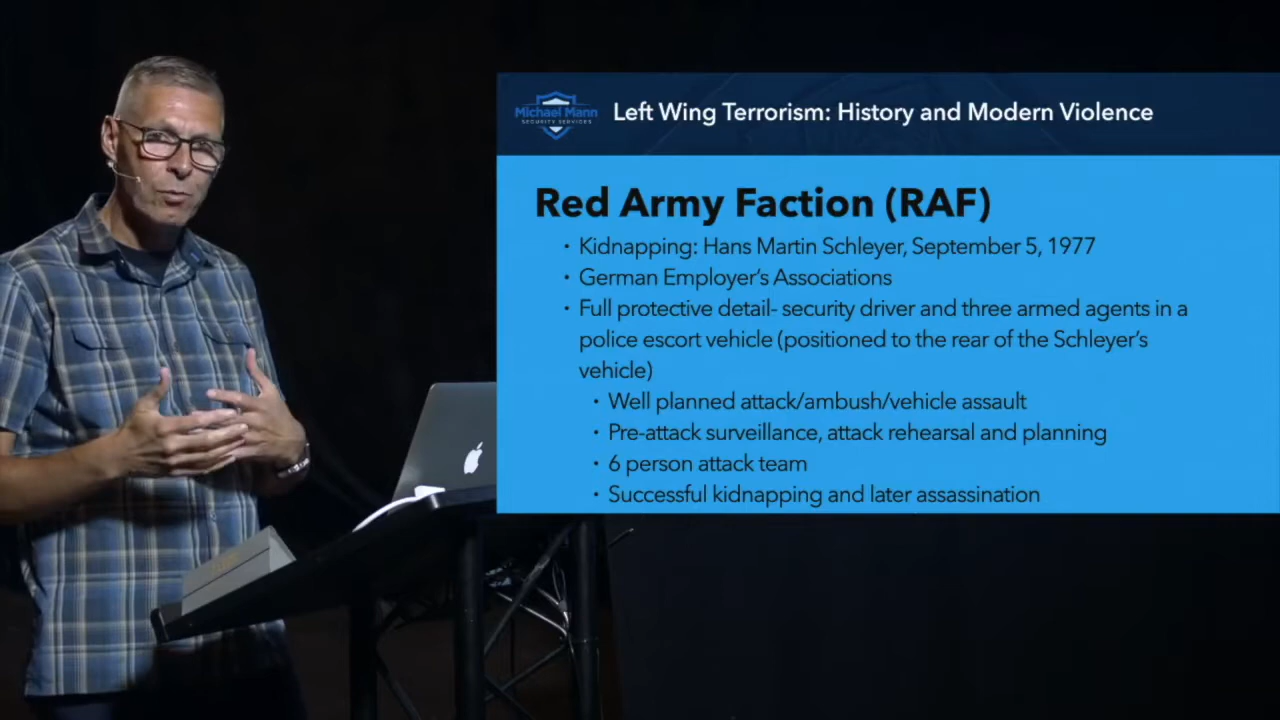 Michael Mann
SECURITY SERVICES
Left Wing Terrorism: History and Modern Violence
Red Army Faction (RAF)
· Kidnapping: Hans Martin Schleyer, September 5, 1977
· German Employer's Associations
· Full protective detail- security driver and three armed agents in a
police escort vehicle (positioned to the rear of the Schleyer's
vehicle)
· Well planned attack/ambush/vehicle assault
· Pre-attack surveillance, attack rehearsal and planning
· 6 person attack team
· Successful kidnapping and later assassination